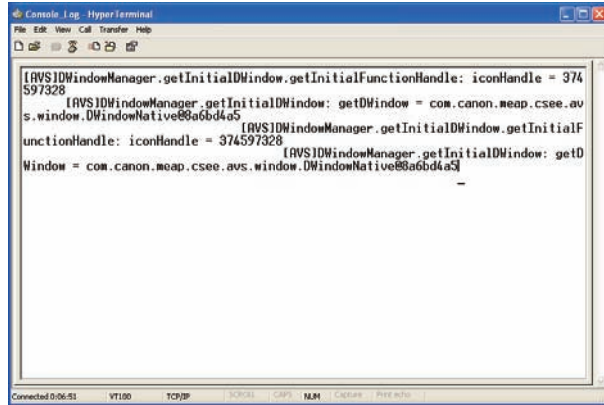 Console_Log - HyperTerminal
File Edit View Call Transfer Help
[AVS]DWindowManager.getInitialDWindow.getInitialFunctionHandle: iconHandle = 374
597328
[AVS]DWindowManager.getInitialDWindow: getDWindow = com.canon.meap.csee.av
s.window.DWindowNative@8a6bd4a5
[AVS]DWindowManager.getInitialDWindow.getInitialF
unctionHandle: iconHandle = 374597328
[AVS]DWindowManager.getInitialDWindow: getD
Window = com.canon.meap.csee.avs.window.DWindowNative@8a6bd4a5
Connected 0:06:51 VT100 TCP/IP SCROLL CAPS NUM Capture Print echo